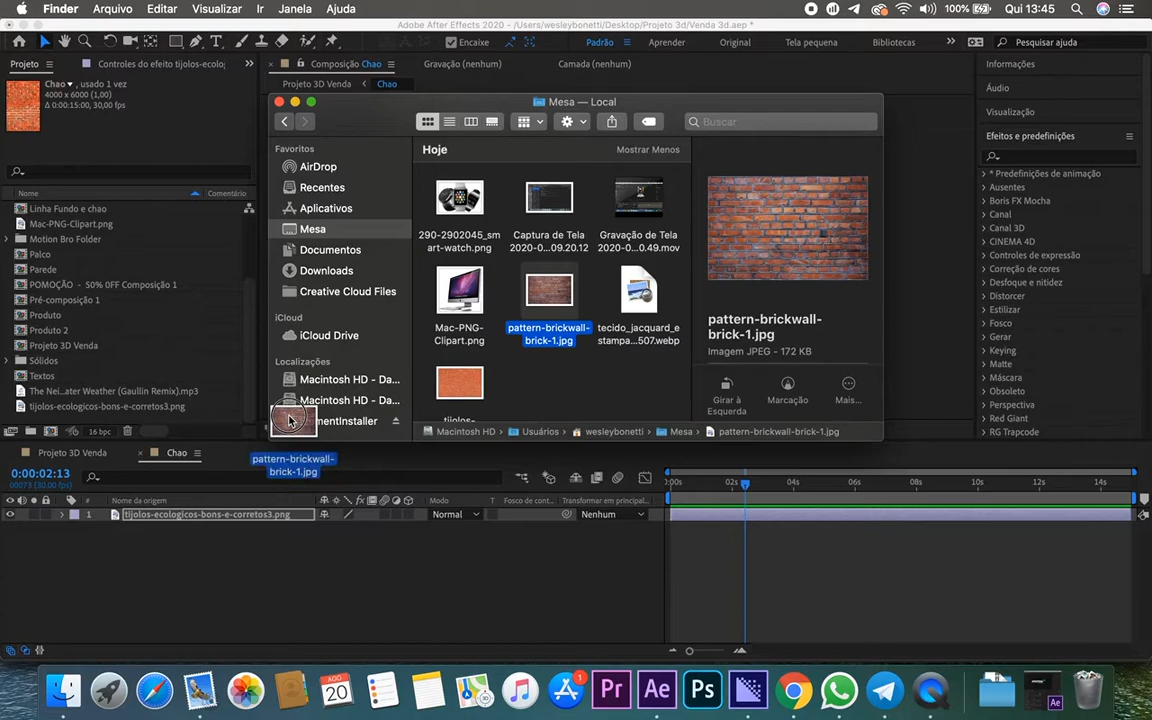 Finder Arquivo Editar Visualizar Ir Janela Ajuda 100% Qui 13:45
Adobe After Effects 2020 - /Users/wesleybonetti/Desktop/Projeto 3d/Venda 3d.aep *
Encaixe Padrão Aprender Original Tela pequena Bibliotecas Pesquisar ajuda
Projeto Controles do efeito tijolos-ecolo
Composição Chao Gravação (nenhum) Camada (nenhum)
Projeto 3D Venda Chao
Chao , usado 1 vez
4000 x 6000 (1,00)
Δ 0:00:15:00, 30,00 fps
Nome Comentário
Linha Fundo e chao
Mac-PNG-Clipart.png
Motion Bro Folder
Palco
Parede
POMOÇÃO - 50% 0FF Composição 1
Pré-composição 1
Produto
Produto 2
Projeto 3D Venda
Sólidos
Textos
The Nei...ater Weather (Gaullin Remix).mp3
tijolos-ecologicos-bons-e-corretos3.png
16 bpc
Mesa — Local
Buscar
Favoritos
AirDrop
Recentes
Aplicativos
Mesa
Documentos
Downloads
Creative Cloud Files
iCloud
iCloud Drive
Localizações
Macintosh HD - Da...
Macintosh HD - Da...
mentInstaller
Hoje Mostrar Menos
290-2902045_sm
art-watch.png
Captura de Tela
2020-0...09.20.12
Gravação de Tela
2020-0...0.49.mov
Mac-PNG-
Clipart.png
pattern-brickwall-
brick-1.jpg
tecido_jacquard_e
stampa...507.webp
tijolos-
pattern-brickwall-
brick-1.jpg
Imagem JPEG - 172 KB
Girar à
Esquerda
Marcação
Mais...
Macintosh HD Usuários wesleybonetti Mesa pattern-brickwall-brick-1.jpg
pattern-brickwall-
brick-1.jpg
Informações
Áudio
Visualização
Efeitos e predefinições
* Predefinições de animação
Ausentes
Boris FX Mocha
Canal
Canal 3D
CINEMA 4D
Controles de expressão
Correção de cores
Desfoque e nitidez
Distorcer
Estilizar
Fosco
Gerar
Keying
Matte
Máscara
Obsoleto
Perspectiva
Red Giant
RG Trapcode
Projeto 3D Venda Chao
0:00:02:13
00073 (30.00 fps)
# Nome da origem Modo Fosco de cont... Transformar em principal...
1 tijolos-ecologicos-bons-e-corretos3.png Normal Nenhum
:00s 02s 04s 06s 08s 10s 12s 14s
AGO
20
1
Pr Ae Ps
Ae